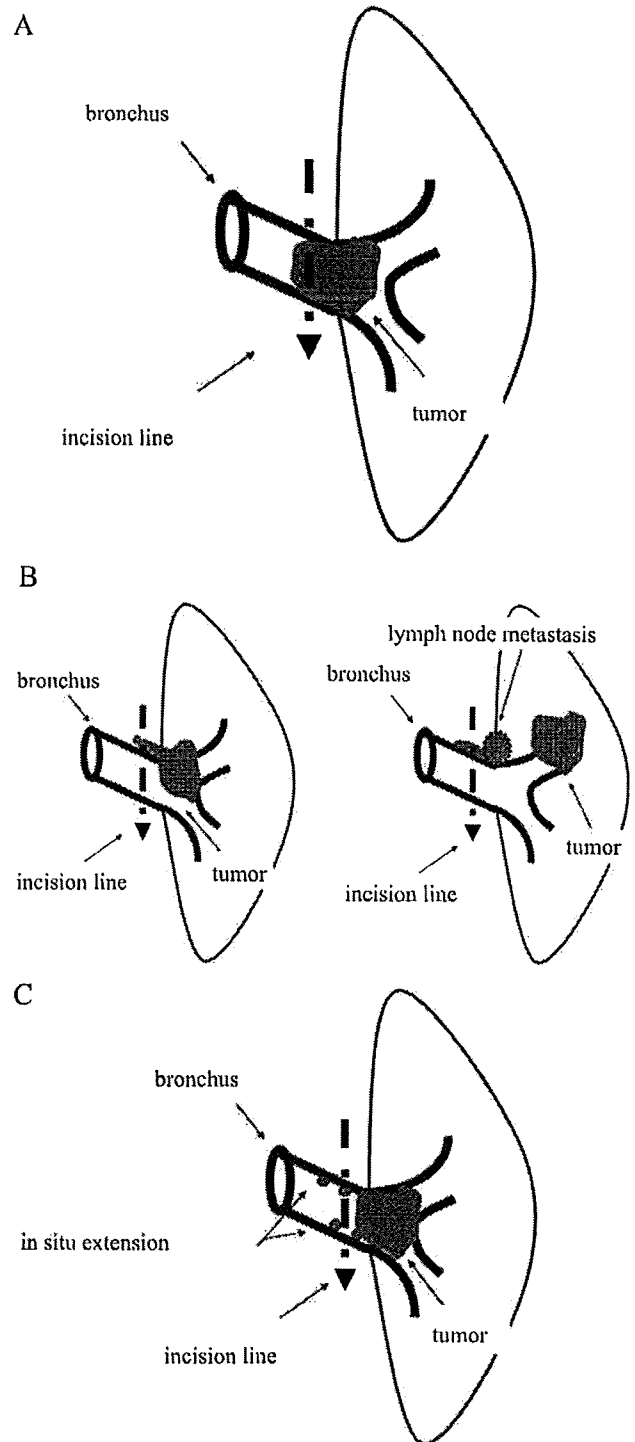 A
bronchus
incision line
tumor
B
lymph node metastasis
bronchus
bronchus
tumor
incision line
tumor
incision line
C
bronchus
in situ extension
tumor
incision line